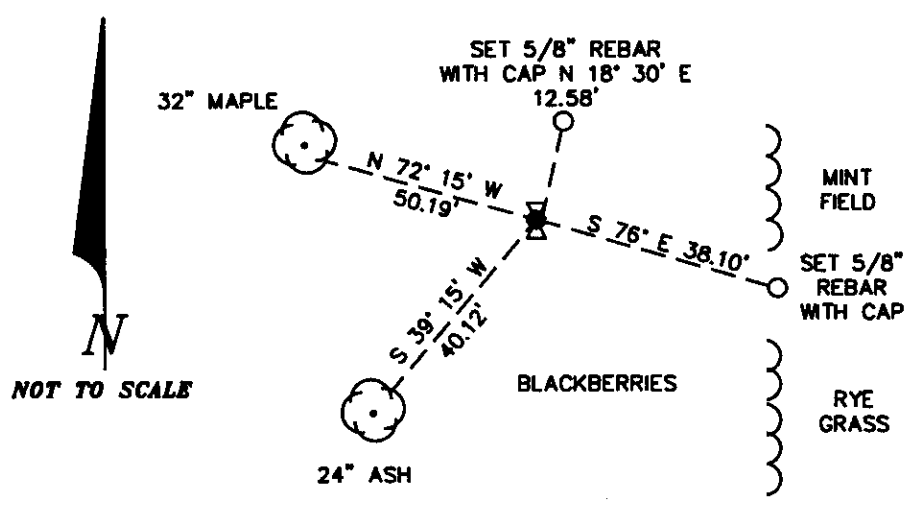 SET 5/8" REBAR
WITH CAP N 18° 30' E
12.58'
32" MAPLE
N 72° 15' W
50.19'
MINT
FIELD
S 76° E 38.10'
SET 5/8"
REBAR
WITH CAP
S 39° 15' W
40.12'
N
NOT TO SCALE
BLACKBERRIES
RYE
GRASS
24" ASH